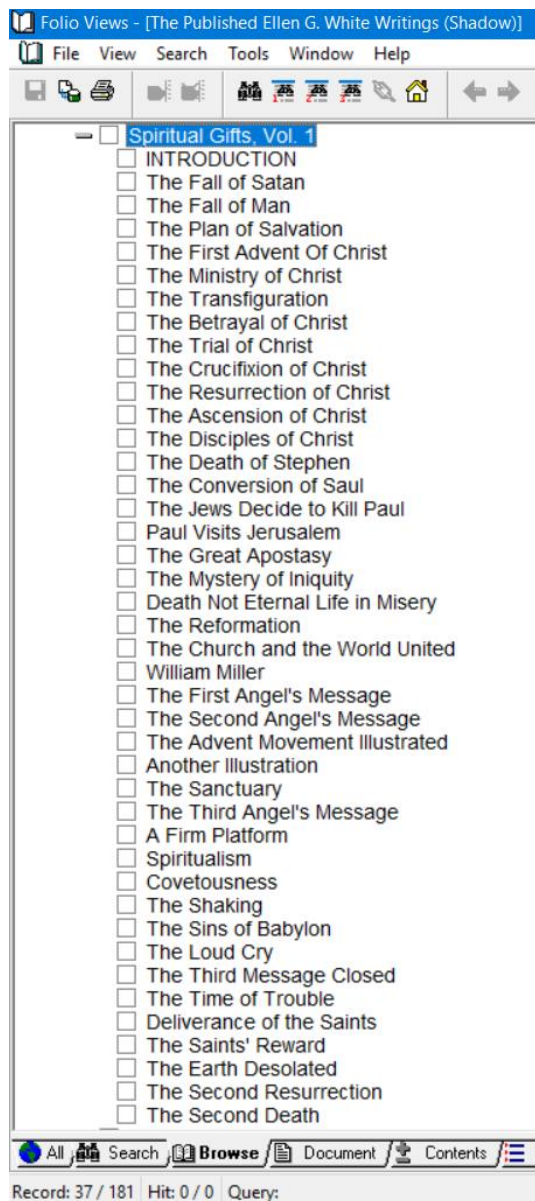 Folio Views - [The Published Ellen G. White Writings (Shadow)]
File View Search Tools Window Help
Spiritual Gifts, Vol. 1
INTRODUCTION
The Fall of Satan
The Fall of Man
The Plan of Salvation
The First Advent Of Christ
The Ministry of Christ
The Transfiguration
The Betrayal of Christ
The Trial of Christ
The Crucifixion of Christ
The Resurrection of Christ
The Ascension of Christ
The Disciples of Christ
The Death of Stephen
The Conversion of Saul
The Jews Decide to Kill Paul
Paul Visits Jerusalem
The Great Apostasy
The Mystery of Iniquity
Death Not Eternal Life in Misery
The Reformation
The Church and the World United
William Miller
The First Angel's Message
The Second Angel's Message
The Advent Movement Illustrated
Another Illustration
The Sanctuary
The Third Angel's Message
A Firm Platform
Spiritualism
Covetousness
The Shaking
The Sins of Babylon
The Loud Cry
The Third Message Closed
The Time of Trouble
Deliverance of the Saints
The Saints' Reward
The Earth Desolated
The Second Resurrection
The Second Death
All Search Browse Document Contents
Record: 37 / 181 Hit: 0 / 0 Query: